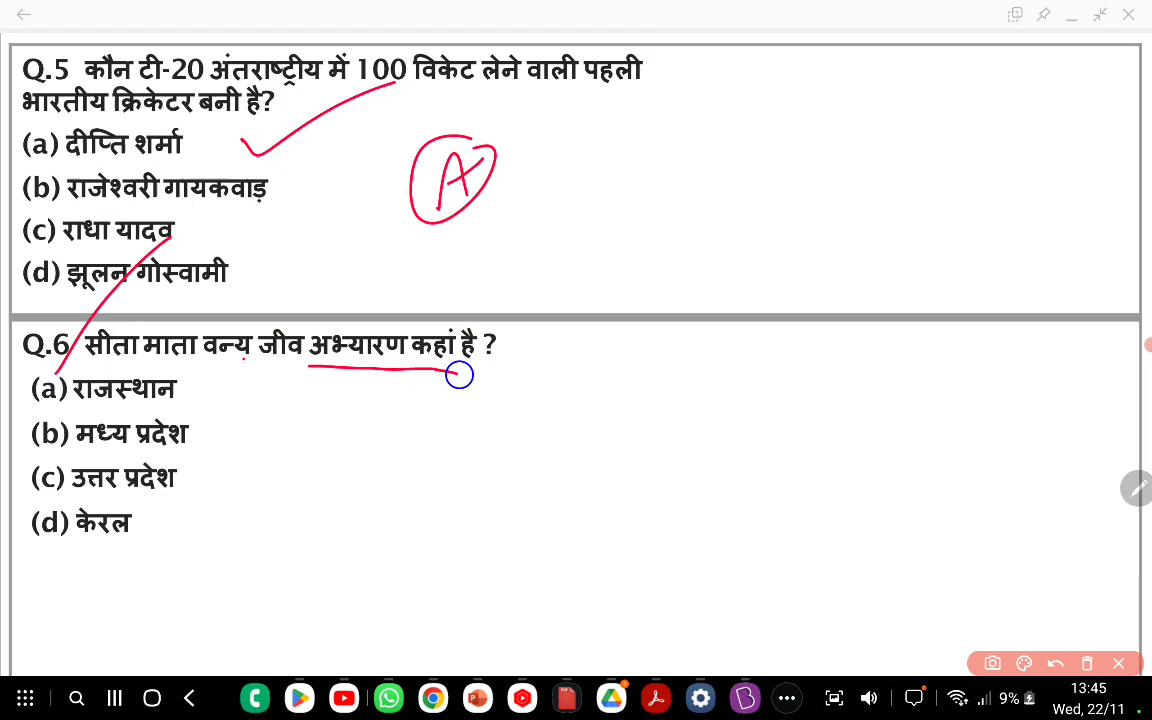 Q.5 कौन टी-20 अंतराष्ट्रीय में 100 विकेट लेने वाली पहली
भारतीय क्रिकेटर बनी है?
(a) दीप्ति शर्मा
(b) राजेश्वरी गायकवाड़
(c) राधा यादव
(d) झूलन गोस्वामी
A
Q.6 सीता माता वन्य जीव अभ्यारण कहां है ?
(a) राजस्थान
(b) मध्य प्रदेश
(c) उत्तर प्रदेश
(d) केरल
9% 13:45
Wed, 22/11